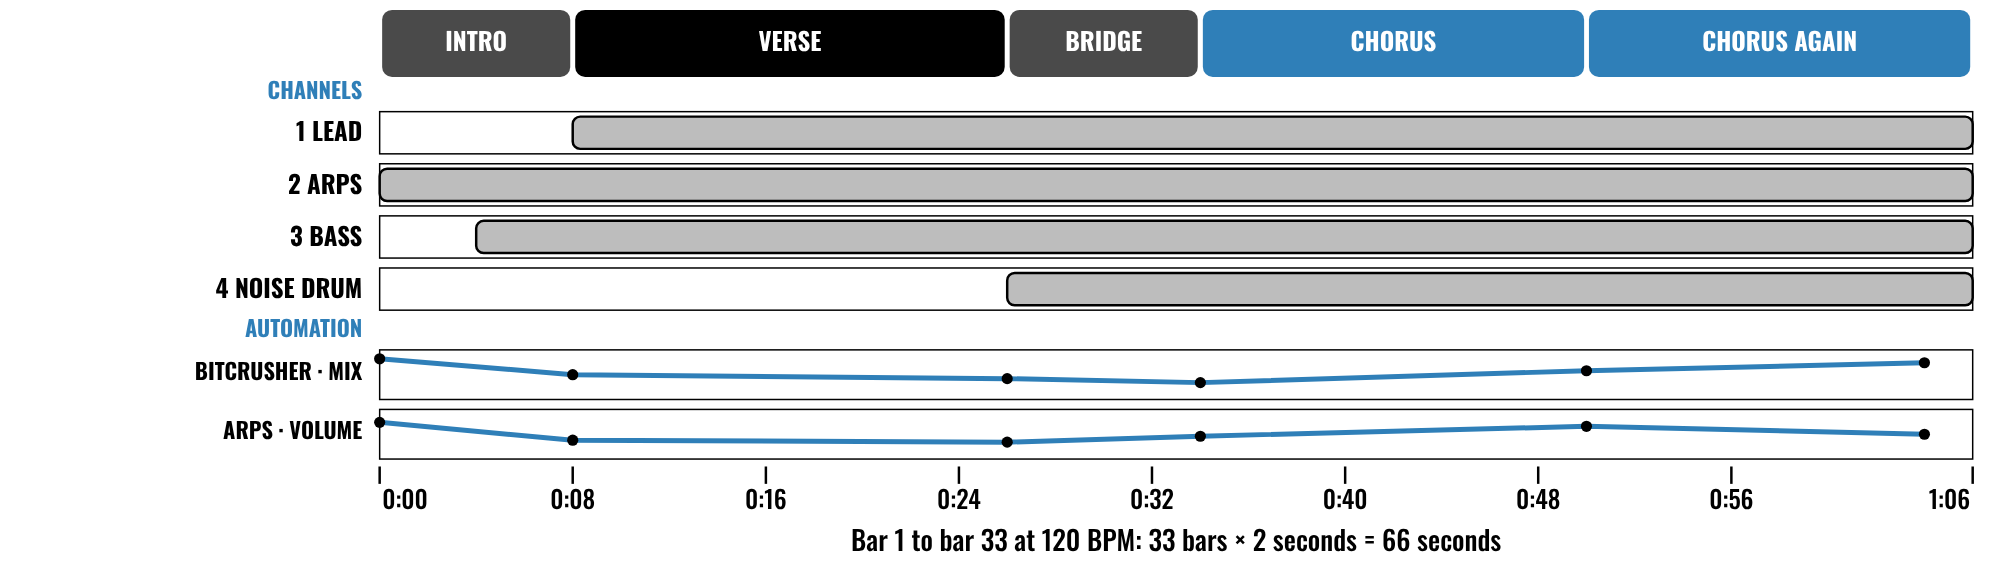 INTRO VERSE BRIDGE CHORUS CHORUS AGAIN
CHANNELS
1 LEAD
2 ARPS
3 BASS
4 NOISE DRUM
AUTOMATION
BITCRUSHER · MIX
ARPS · VOLUME
0:00 0:08 0:16 0:24 0:32 0:40 0:48 0:56 1:06
Bar 1 to bar 33 at 120 BPM: 33 bars × 2 seconds = 66 seconds